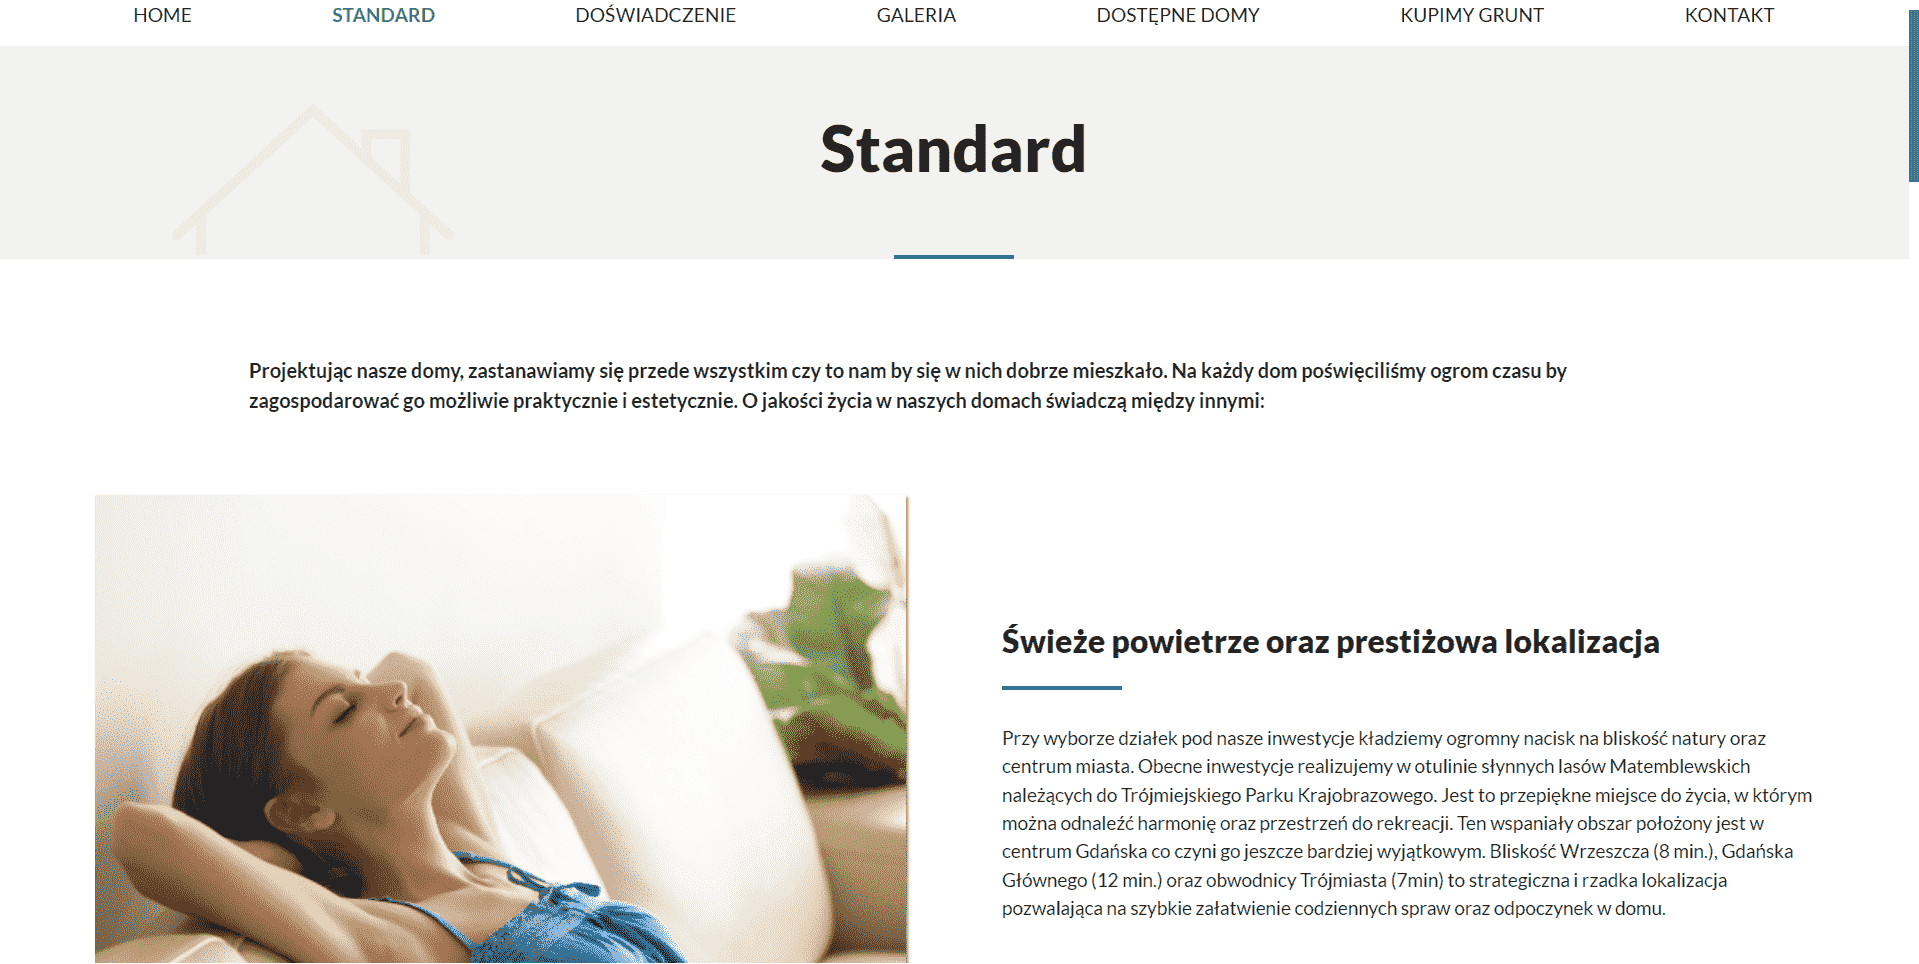 HOME STANDARD DOŚWIADCZENIE GALERIA DOSTĘPNE DOMY KUPIMY GRUNT KONTAKT
Standard
Projektując nasze domy, zastanawiamy się przede wszystkim czy to nam by się w nich dobrze mieszkało. Na każdy dom poświęciliśmy ogrom czasu by
zagospodarować go możliwie praktycznie i estetycznie. O jakości życia w naszych domach świadczą między innymi:
Świeże powietrze oraz prestiżowa lokalizacja
Przy wyborze działek pod nasze inwestycje kładziemy ogromny nacisk na bliskość natury oraz
centrum miasta. Obecne inwestycje realizujemy w otulinie słynnych lasów Matemblewskich
należących do Trójmiejskiego Parku Krajobrazowego. Jest to przepiękne miejsce do życia, w którym
można odnaleźć harmonię oraz przestrzeń do rekreacji. Ten wspaniały obszar położony jest w
centrum Gdańska co czyni go jeszcze bardziej wyjątkowym. Bliskość Wrzeszcza (8 min.), Gdańska
Głównego (12 min.) oraz obwodnicy Trójmiasta (7min) to strategiczna i rzadka lokalizacja
pozwalająca na szybkie załatwienie codziennych spraw oraz odpoczynek w domu.